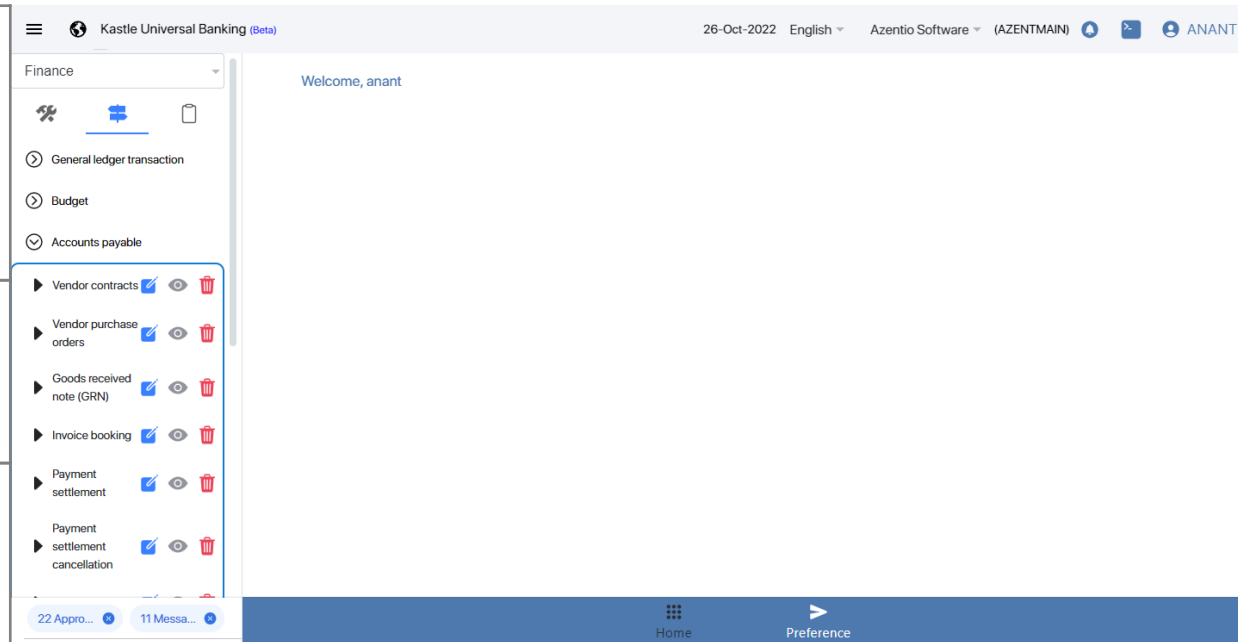 Kastle Universal Banking (Beta)
26-Oct-2022 English Azentio Software (AZENTMAIN) ANANT
Finance
Welcome, anant
General ledger transaction
Budget
Accounts payable
Vendor contracts
Vendor purchase
orders
Goods received
note (GRN)
Invoice booking
Payment
settlement
Payment
settlement
cancellation
22 Appro...
11 Messa...
Home
Preference